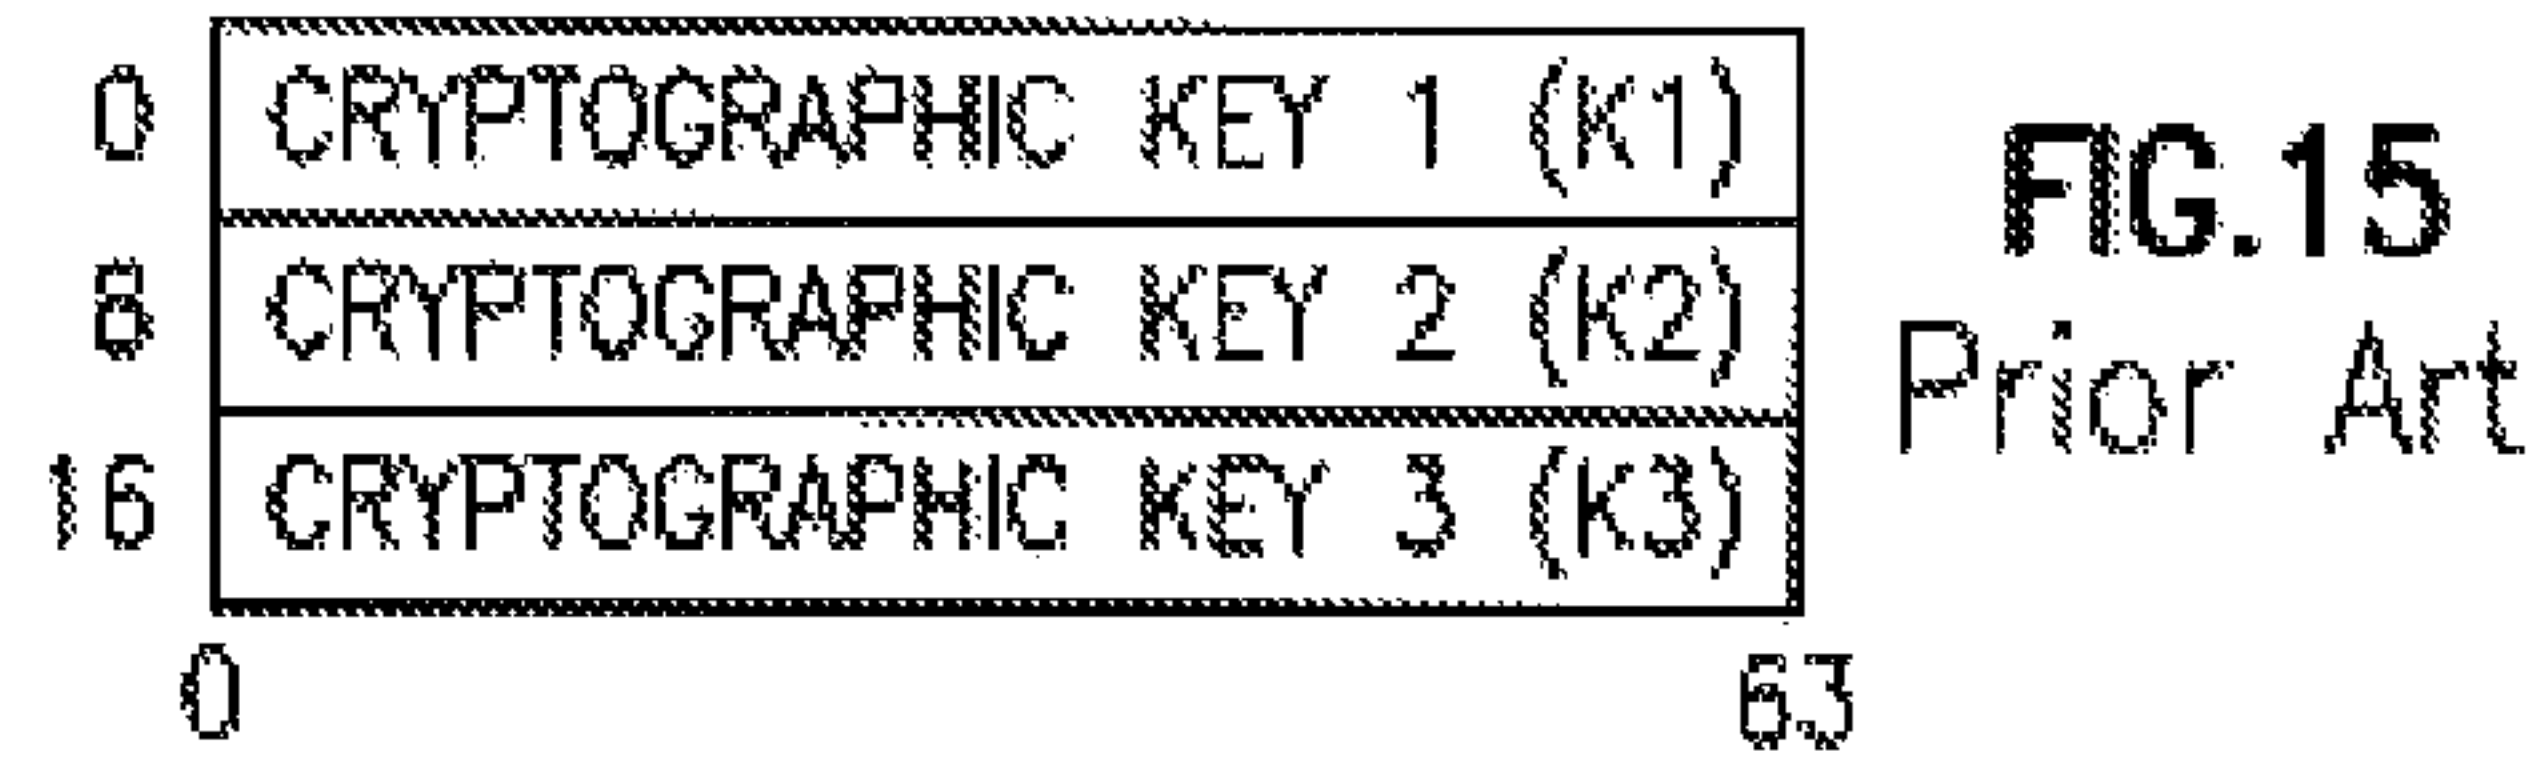 0 CRYPTOGRAPHIC KEY 1 (K1)
8 CRYPTOGRAPHIC KEY 2 (K2)
16 CRYPTOGRAPHIC KEY 3 (K3)
0 63
FIG.15
Prior Art